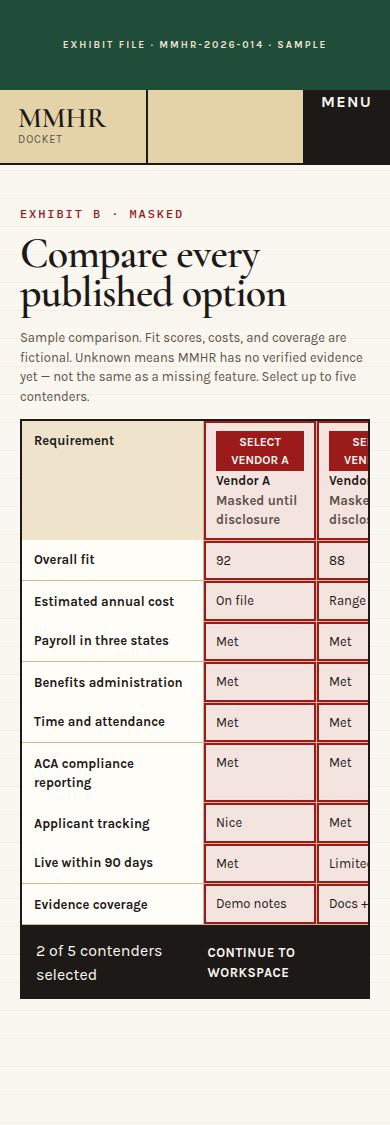 EXHIBIT FILE · MMHR-2026-014 · SAMPLE
MMHR
DOCKET
MENU
EXHIBIT B · MASKED
Compare every
published option
Sample comparison. Fit scores, costs, and coverage are
fictional. Unknown means MMHR has no verified evidence
yet — not the same as a missing feature. Select up to five
contenders.
Requirement
SELECT
VENDOR A
Vendor A
Masked until
disclosure
Overall fit 92 88
Estimated annual cost On file Range
Payroll in three states Met Met
Benefits administration Met Met
Time and attendance Met Met
ACA compliance
reporting Met Met
Applicant tracking Nice Met
Live within 90 days Met
Evidence coverage Demo notes Docs +
2 of 5 contenders
selected
CONTINUE TO
WORKSPACE